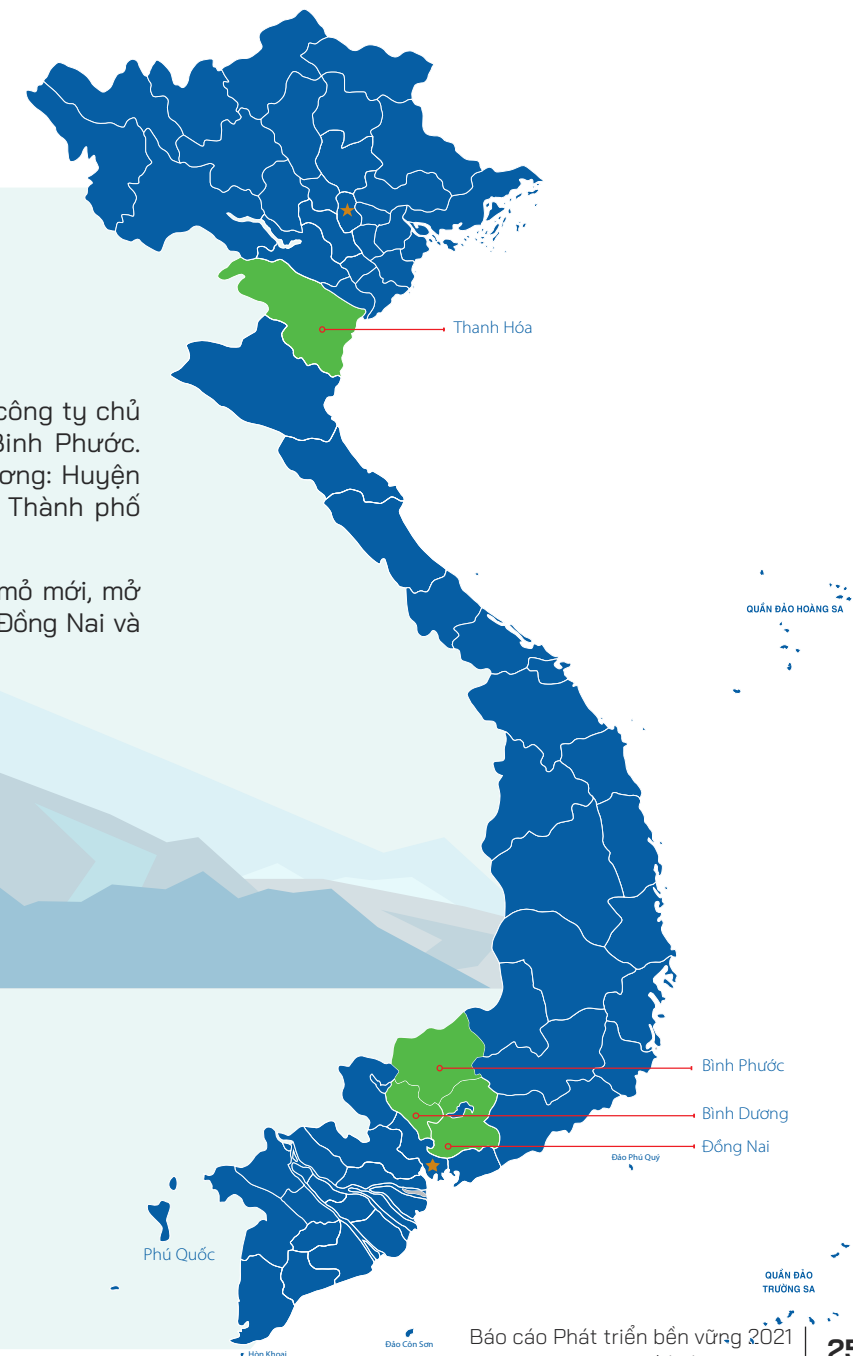 Thanh Hóa
công ty chủ
Bình Phước.
ơng: Huyện
Thành phố
mỏ mới, mở
Đồng Nai và
QUẦN ĐẢO HOÀNG SA
Bình Phước
Bình Dương
Đồng Nai
Đảo Phú Quý
Phú Quốc
QUẦN ĐẢO
TRƯỜNG SA
Đảo Côn Sơn
Hòn Khoai
Báo cáo Phát triển bền vững 2021
25